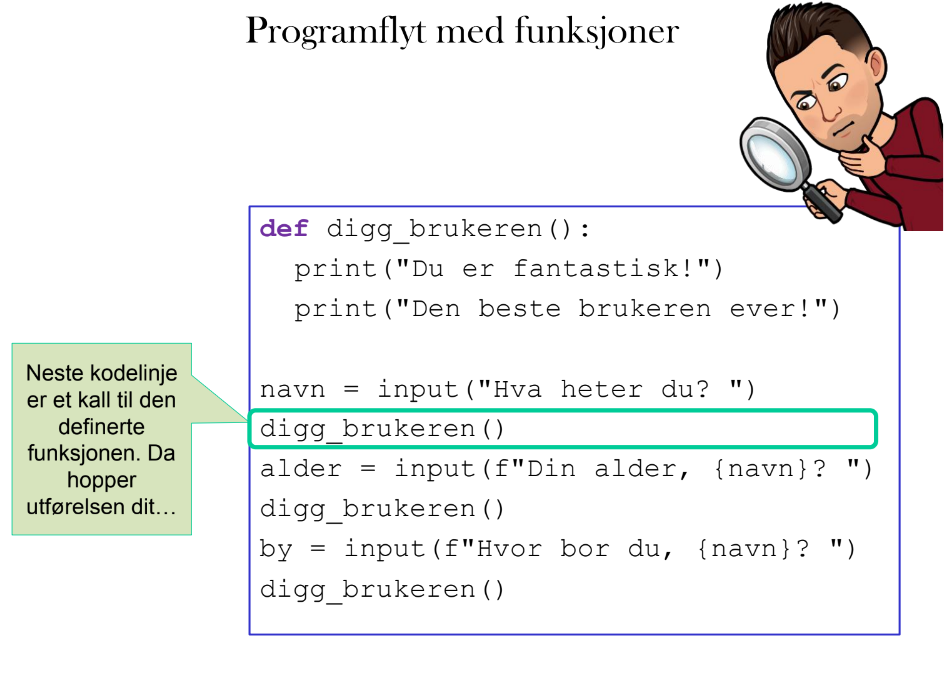 Programflyt med funksjoner
def digg_brukeren():
  print("Du er fantastisk!")
  print("Den beste brukeren ever!")

navn = input("Hva heter du? ")
digg_brukeren()
alder = input(f"Din alder, {navn}? ")
digg_brukeren()
by = input(f"Hvor bor du, {navn}? ")
digg_brukeren()
Neste kodelinje
er et kall til den
definerte
funksjonen. Da
hopper
utførelsen dit…